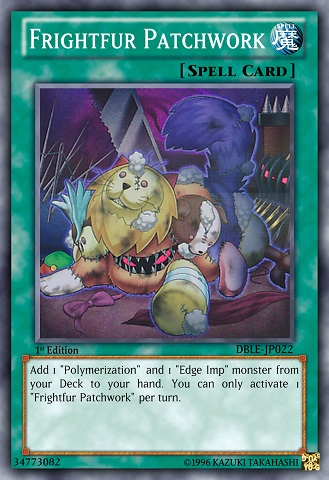 FRIGHTFUR PATCHWORK
SPELL 魔
[SPELL CARD]
1st Edition
DBLE-JP022
Add 1 "Polymerization" and 1 "Edge Imp" monster from
your Deck to your hand. You can only activate 1
"Frightfur Patchwork" per turn.
34773082
©1996 KAZUKI TAKAHASHI